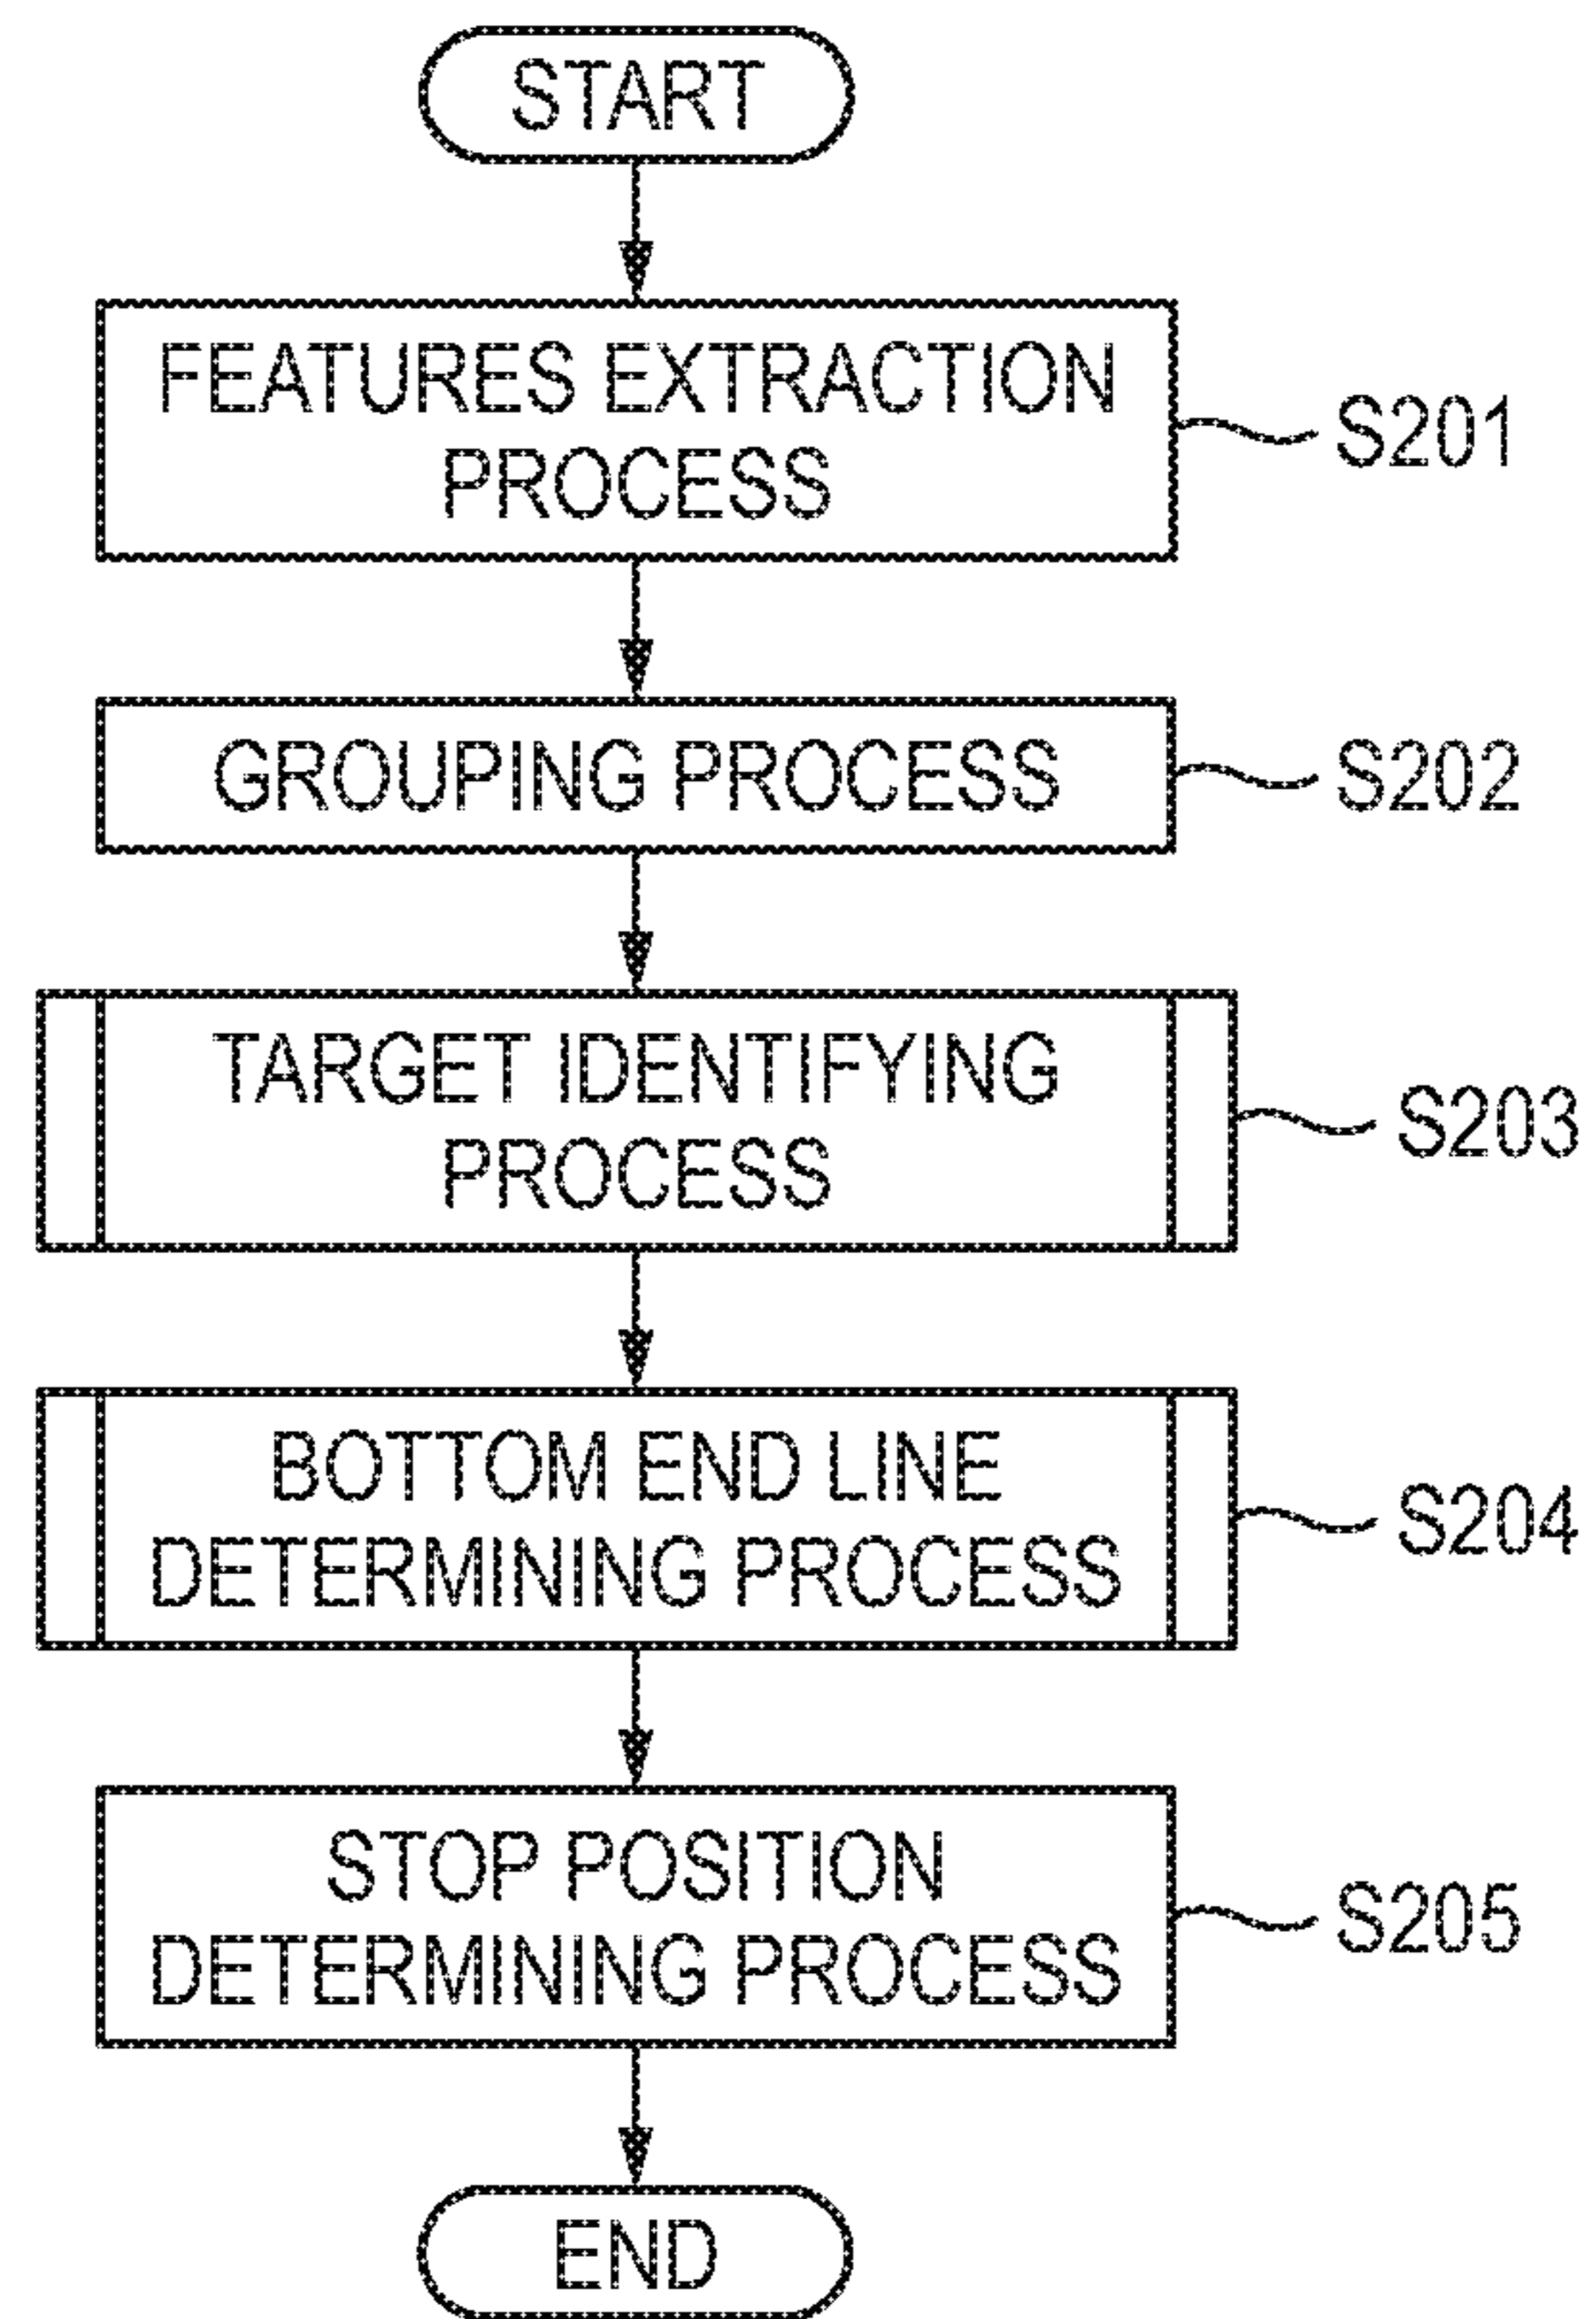 START
FEATURES EXTRACTION
PROCESS
S201
GROUPING PROCESS
S202
TARGET IDENTIFYING
PROCESS
S203
BOTTOM END LINE
DETERMINING PROCESS
S204
STOP POSITION
DETERMINING PROCESS
S205
END